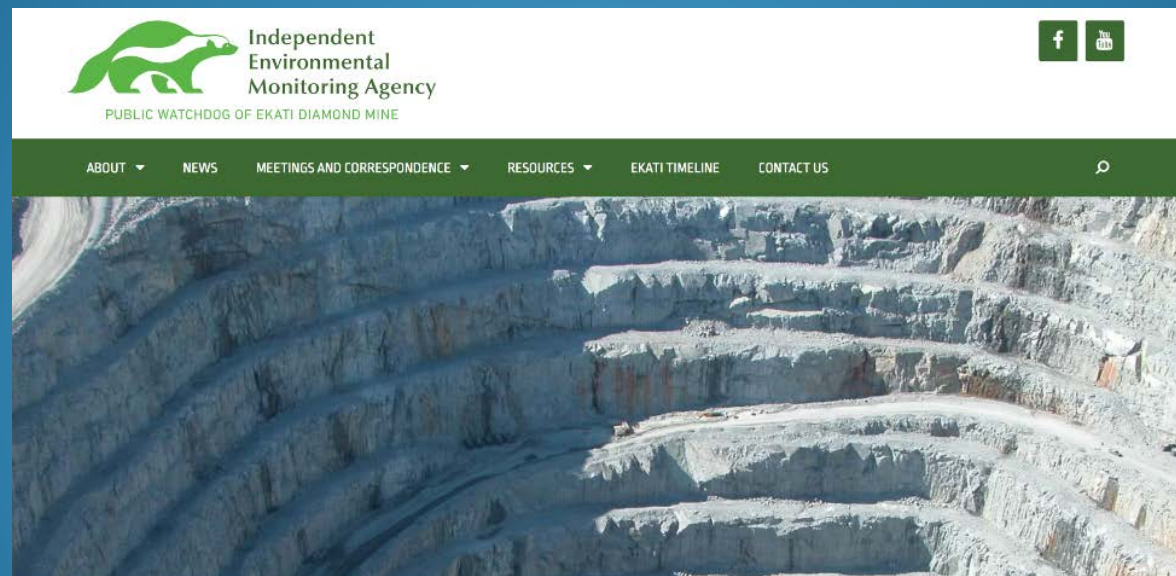 Independent
Environmental
Monitoring Agency
PUBLIC WATCHDOG OF EKATI DIAMOND MINE
f
You
Tube
ABOUT NEWS MEETINGS AND CORRESPONDENCE RESOURCES EKATI TIMELINE CONTACT US